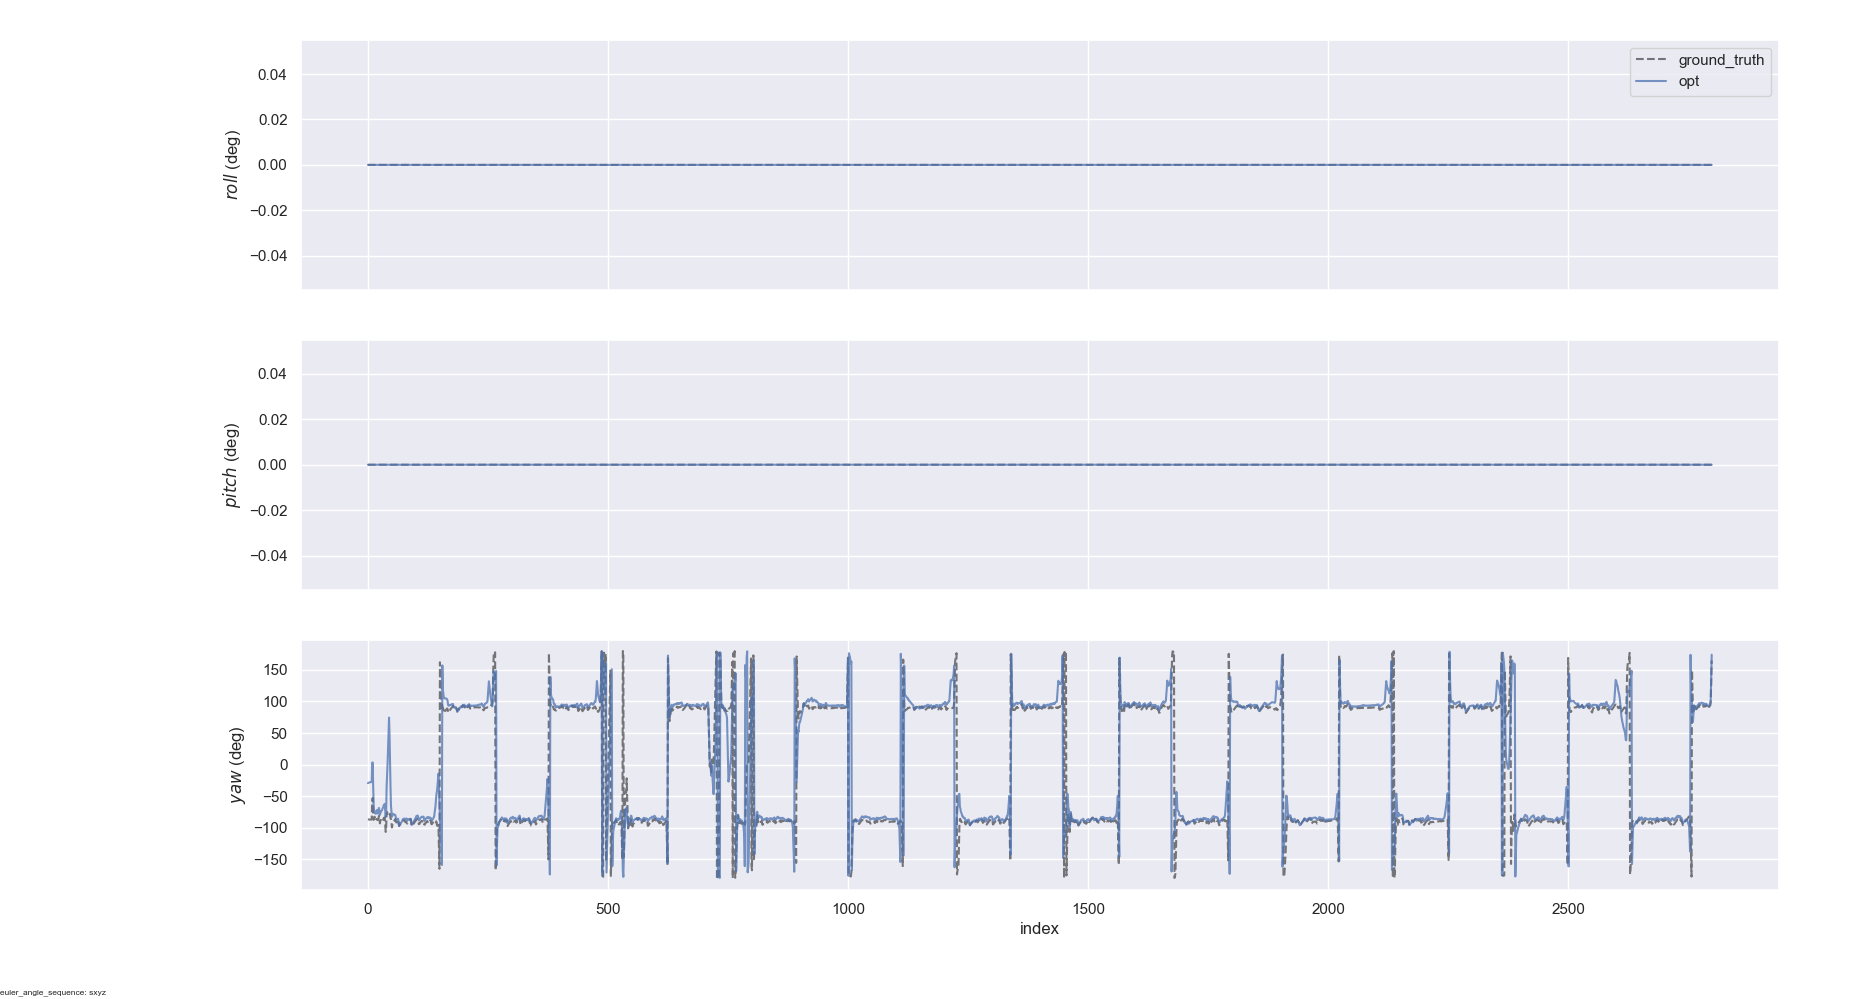 ground_truth
opt
0.04
0.02
0.00
−0.02
−0.04
roll (deg)
0.04
0.02
0.00
−0.02
−0.04
pitch (deg)
150
100
50
0
−50
−100
−150
yaw (deg)
0 500 1000 1500 2000 2500
index
euler_angle_sequence: sxyz